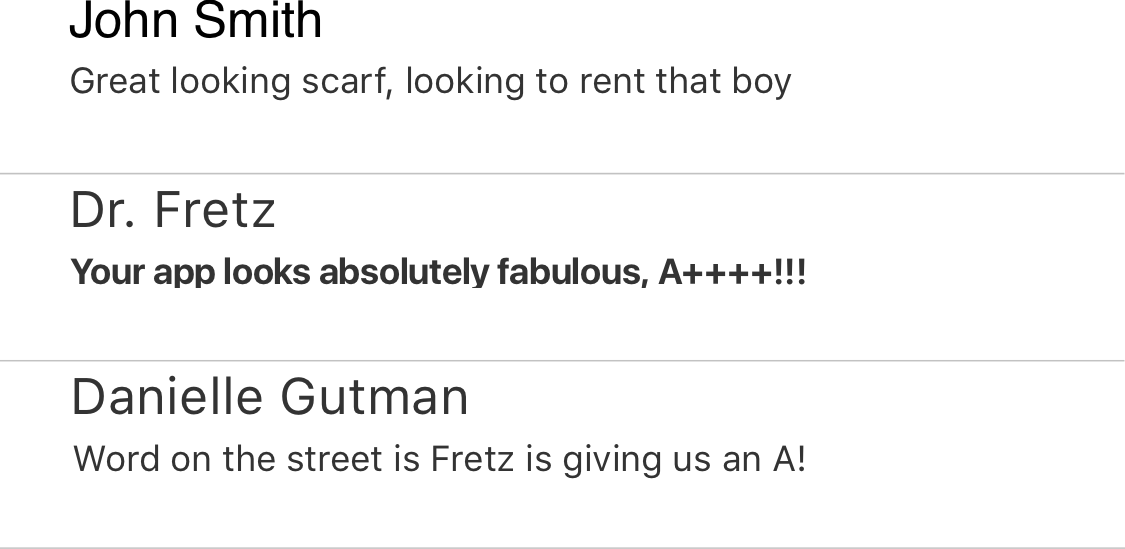 John Smith
Great looking scarf, looking to rent that boy
Dr. Fretz
Your app looks absolutely fabulous, A++++!!!
Danielle Gutman
Word on the street is Fretz is giving us an A!